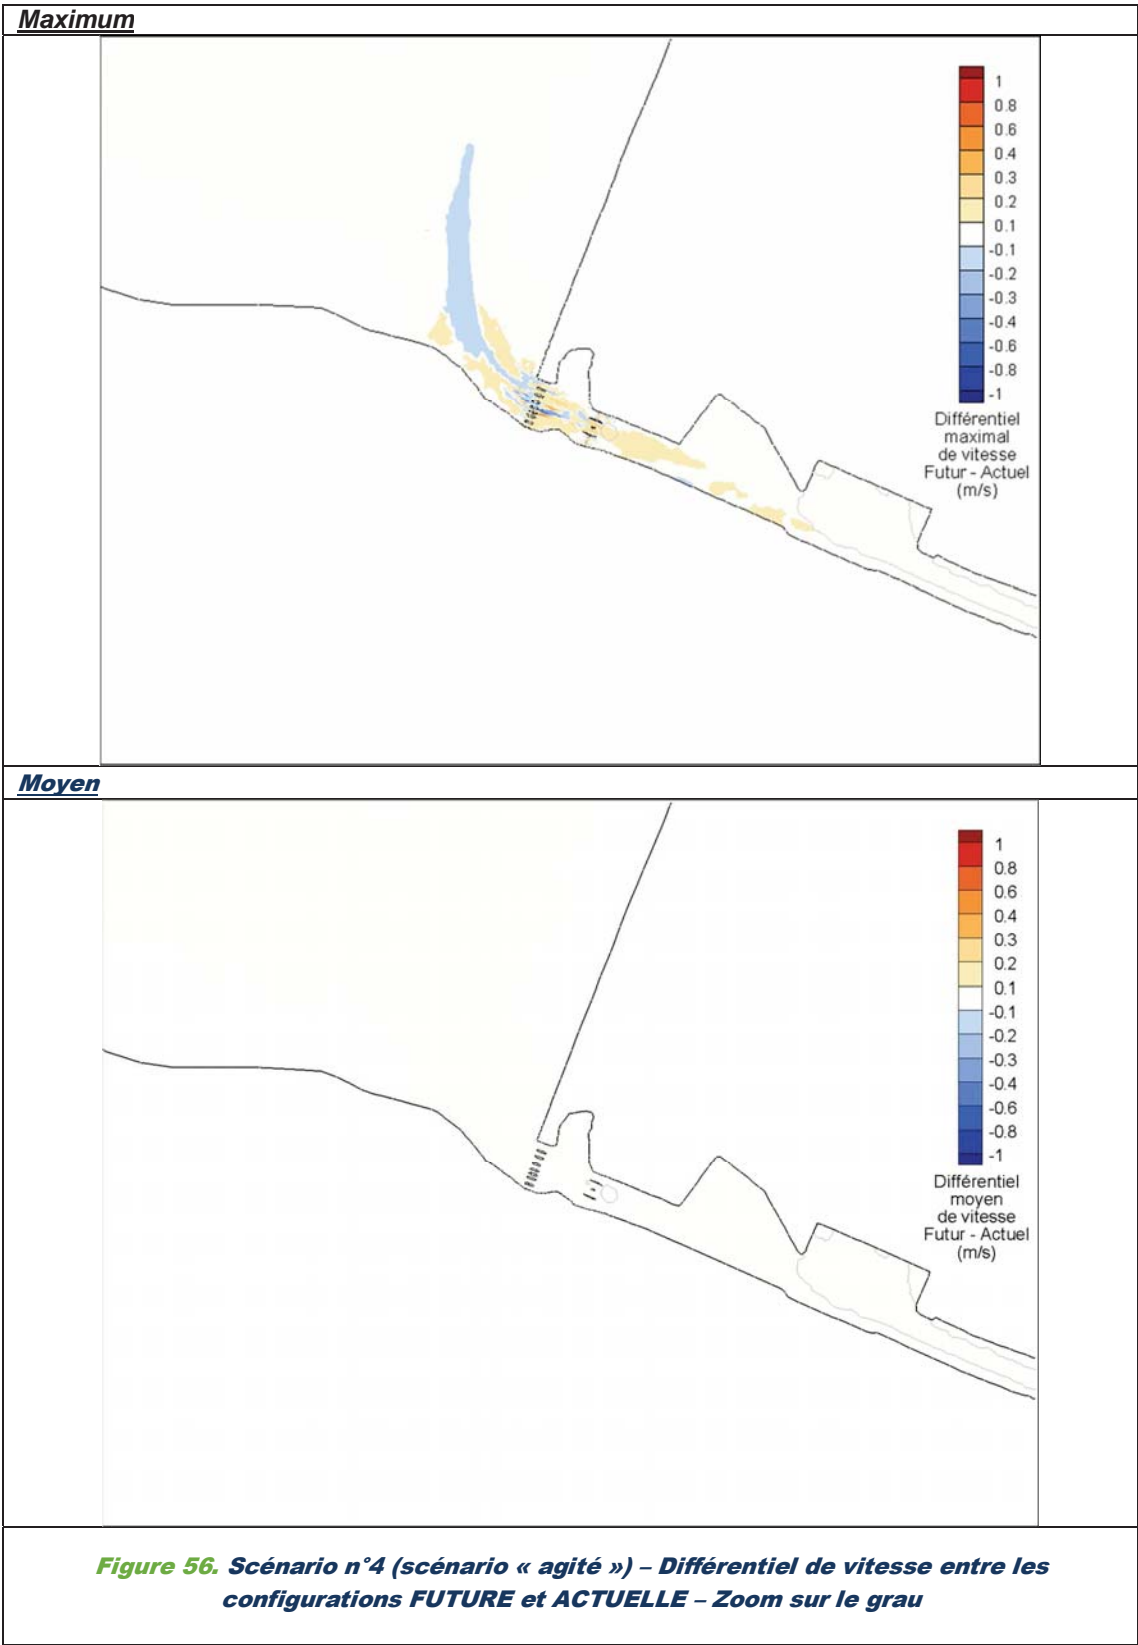 Maximum
1
0.8
0.6
0.4
0.3
0.2
0.1
-0.1
-0.2
-0.3
-0.4
-0.6
-0.8
-1
Différentiel
maximal
de vitesse
Futur - Actuel
(m/s)
Moyen
1
0.8
0.6
0.4
0.3
0.2
0.1
-0.1
-0.2
-0.3
-0.4
-0.6
-0.8
-1
Différentiel
moyen
de vitesse
Futur - Actuel
(m/s)
Figure 56. Scénario n°4 (scénario « agité ») – Différentiel de vitesse entre les
configurations FUTURE et ACTUELLE – Zoom sur le grau